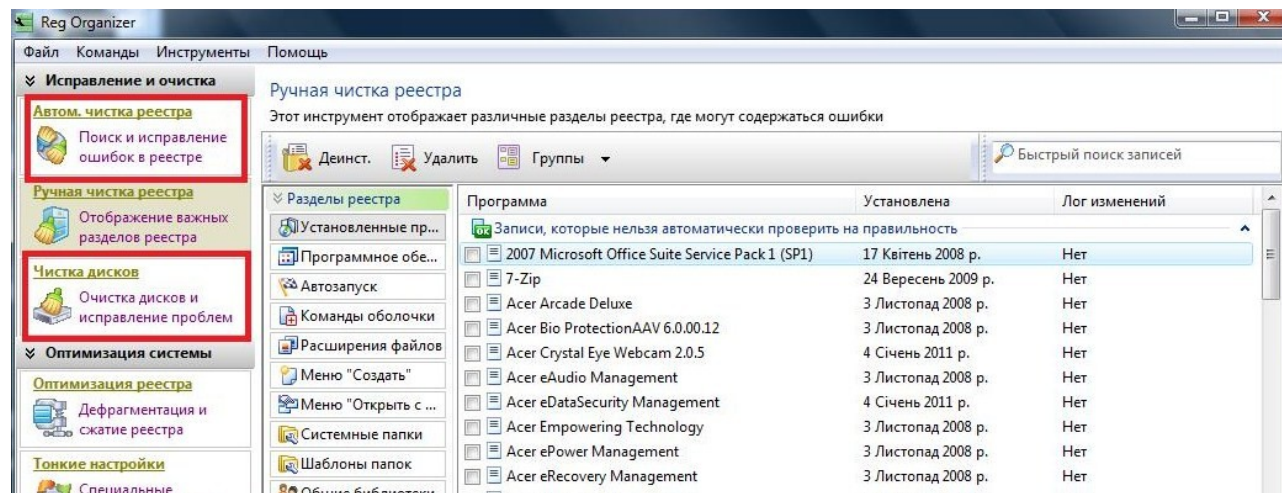 Reg Organizer
Файл Команды Инструменты Помощь
Исправление и очистка
Автом. чистка реестра
Поиск и исправление
ошибок в реестре
Ручная чистка реестра
Отображение важных
разделов реестра
Чистка дисков
Очистка дисков и
исправление проблем
Оптимизация системы
Оптимизация реестра
Дефрагментация и
сжатие реестра
Тонкие настройки
Специальные
Ручная чистка реестра
Этот инструмент отображает различные разделы реестра, где могут содержаться ошибки
Деинст. Удалить Группы Быстрый поиск записей
Разделы реестра
Установленные пр...
Программное обе...
Автозапуск
Команды оболочки
Расширения файлов
Меню "Создать"
Меню "Открыть с ...
Системные папки
Шаблоны папок
Общие библиотеки
Программа Установлена Лог изменений
Записи, которые нельзя автоматически проверить на правильность
2007 Microsoft Office Suite Service Pack 1 (SP1) 17 Квітень 2008 р. Нет
7-Zip 24 Вересень 2009 р. Нет
Acer Arcade Deluxe 3 Листопад 2008 р. Нет
Acer Bio ProtectionAAV 6.0.00.12 3 Листопад 2008 р. Нет
Acer Crystal Eye Webcam 2.0.5 4 Січень 2011 р. Нет
Acer eAudio Management 3 Листопад 2008 р. Нет
Acer eDataSecurity Management 4 Січень 2011 р. Нет
Acer Empowering Technology 3 Листопад 2008 р. Нет
Acer ePower Management 3 Листопад 2008 р. Нет
Acer eRecovery Management 3 Листопад 2008 р. Нет